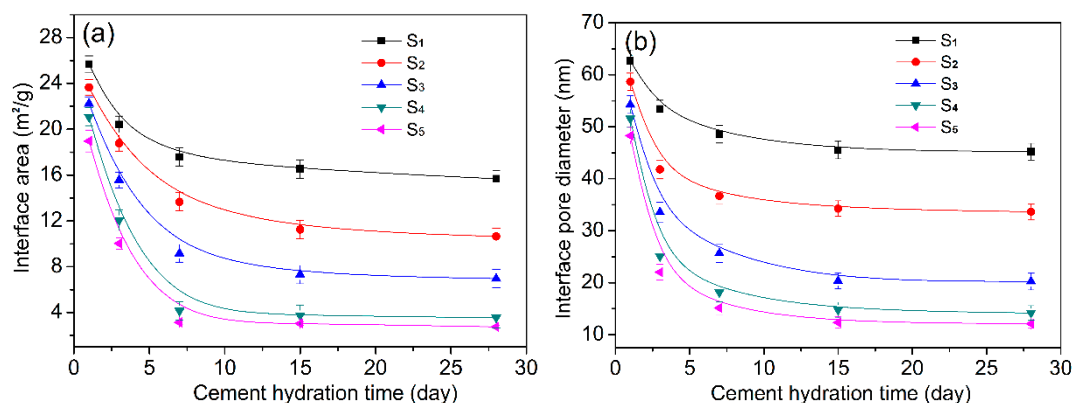 (a)
S₁
S₂
S₃
S₄
S₅
Interface area (m²/g)
28
24
20
16
12
8
4
0 5 10 15 20 25 30
Cement hydration time (day)
(b)
S₁
S₂
S₃
S₄
S₅
Interface pore diameter (nm)
70
60
50
40
30
20
10
0 5 10 15 20 25 30
Cement hydration time (day)